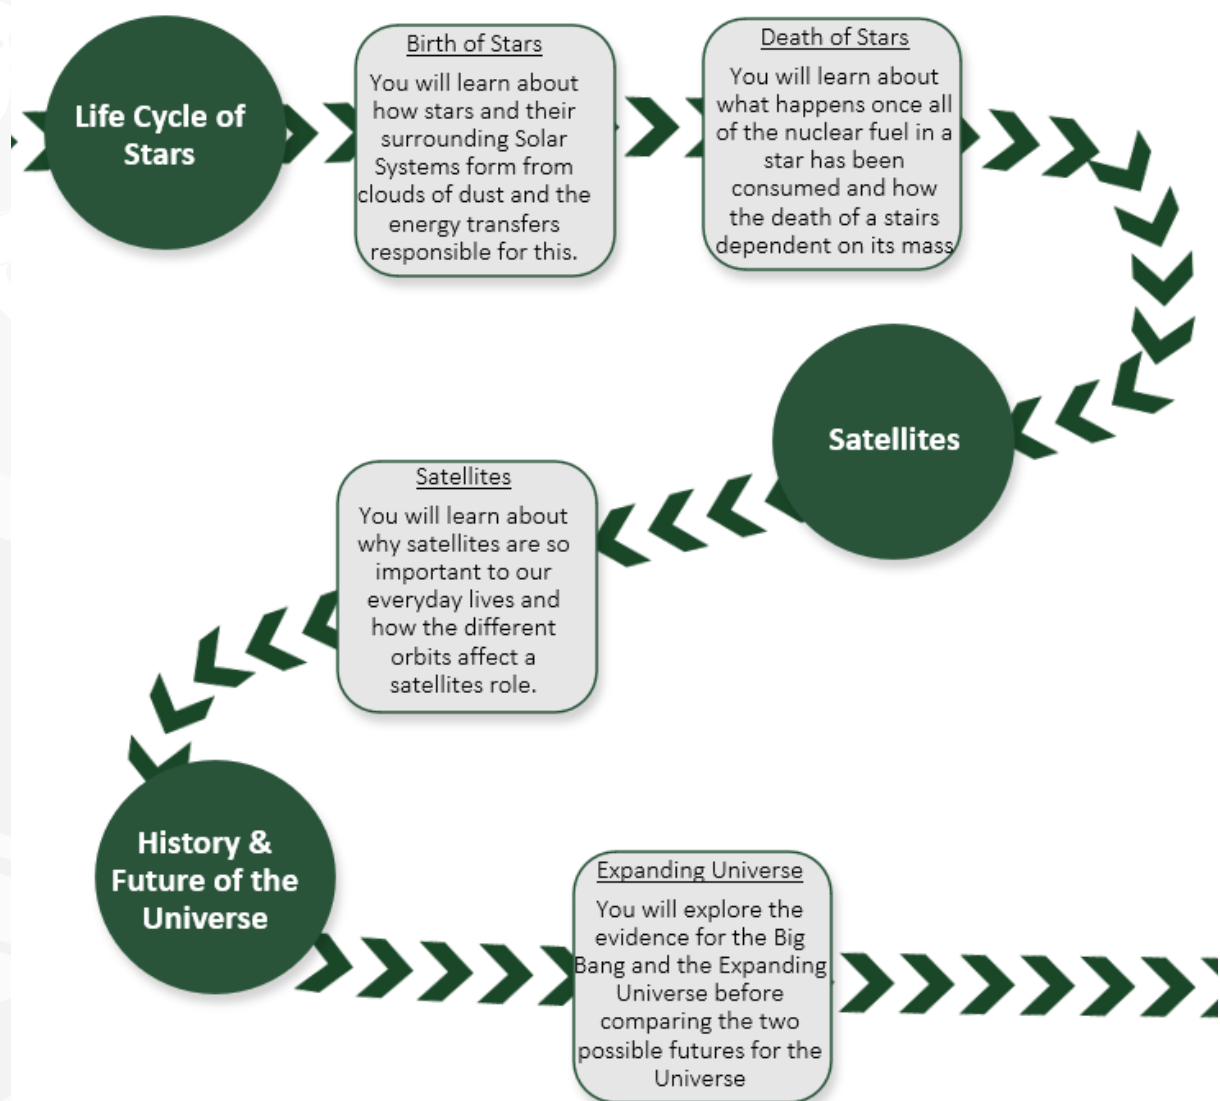 Life Cycle of
Stars
Birth of Stars
You will learn about
how stars and their
surrounding Solar
Systems form from
clouds of dust and the
energy transfers
responsible for this.
Death of Stars
You will learn about
what happens once all
of the nuclear fuel in a
star has been
consumed and how
the death of a stairs
dependent on its mass
Satellites
Satellites
You will learn about
why satellites are so
important to our
everyday lives and
how the different
orbits affect a
satellites role.
History &
Future of the
Universe
Expanding Universe
You will explore the
evidence for the Big
Bang and the Expanding
Universe before
comparing the two
possible futures for the
Universe